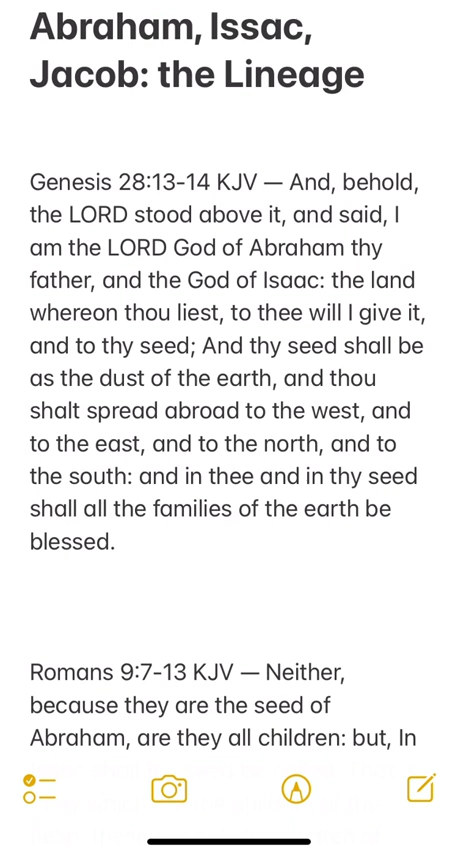 Abraham, Issac,
Jacob: the Lineage
Genesis 28:13-14 KJV — And, behold,
the LORD stood above it, and said, I
am the LORD God of Abraham thy
father, and the God of Isaac: the land
whereon thou liest, to thee will I give it,
and to thy seed; And thy seed shall be
as the dust of the earth, and thou
shalt spread abroad to the west, and
to the east, and to the north, and to
the south: and in thee and in thy seed
shall all the families of the earth be
blessed.
Romans 9:7-13 KJV — Neither,
because they are the seed of
Abraham, are they all children: but, In